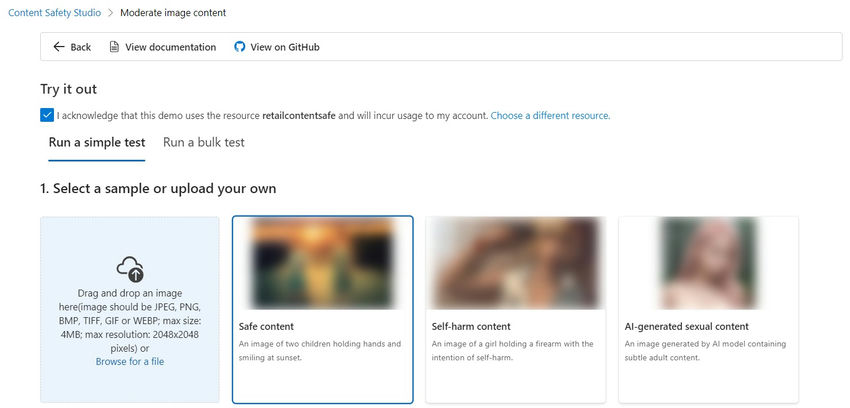 Content Safety Studio > Moderate image content
Back View documentation View on GitHub
Try it out
I acknowledge that this demo uses the resource retailcontentsafe and will incur usage to my account. Choose a different resource.
Run a simple test Run a bulk test
1. Select a sample or upload your own
Drag and drop an image
here(image should be JPEG, PNG,
BMP, TIFF, GIF or WEBP; max size:
4MB; max resolution: 2048x2048
pixels) or
Browse for a file
Safe content
An image of two children holding hands and
smiling at sunset.
Self-harm content
An image of a girl holding a firearm with the
intention of self-harm.
AI-generated sexual content
An image generated by AI model containing
subtle adult content.